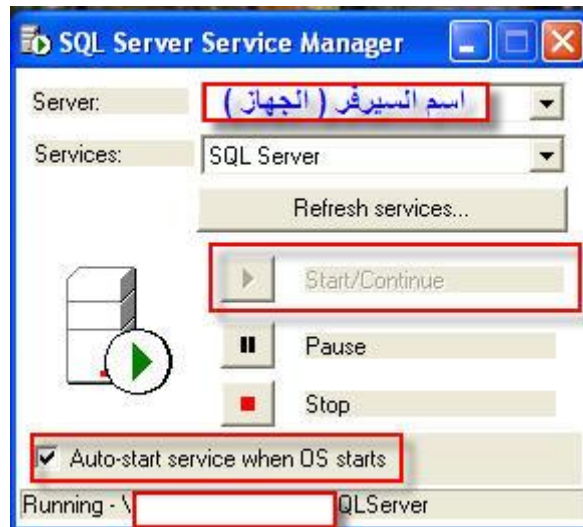 SQL Server Service Manager
Server: اسم السيرفر ( الجهاز )
Services: SQL Server
Refresh services...
Start/Continue
Pause
Stop
Auto-start service when OS starts
Running - \ QLServer